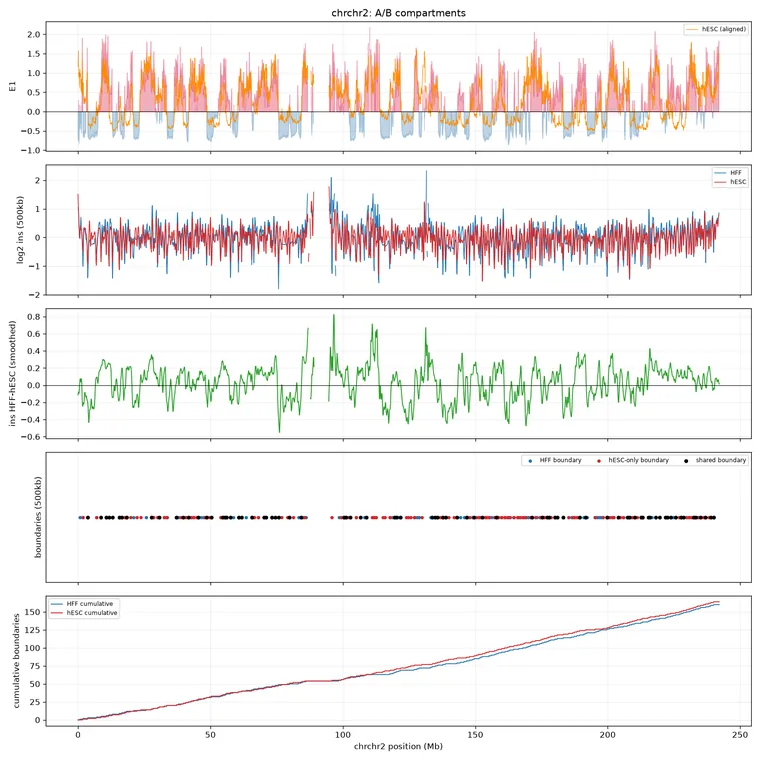 chrchr2: A/B compartments
E1
2.0
1.5
1.0
0.5
0.0
−0.5
−1.0
hESC (aligned)
log2 ins (500kb)
2
1
0
−1
−2
HFF
hESC
ins HFF-hESC (smoothed)
0.8
0.6
0.4
0.2
0.0
−0.2
−0.4
−0.6
boundaries (500kb)
HFF boundary
hESC-only boundary
shared boundary
cumulative boundaries
150
125
100
75
50
25
0
HFF cumulative
hESC cumulative
0 50 100 150 200 250
chrchr2 position (Mb)